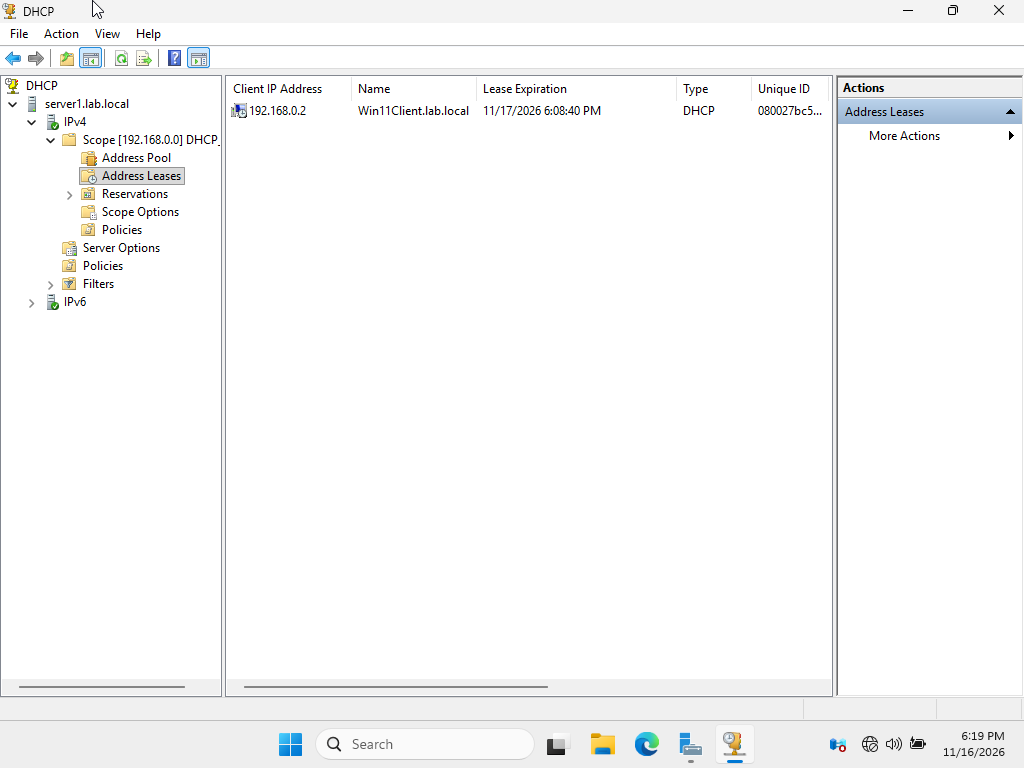 DHCP
File Action View Help
DHCP
server1.lab.local
IPv4
Scope [192.168.0.0] DHCP_
Address Pool
Address Leases
Reservations
Scope Options
Policies
Server Options
Policies
Filters
IPv6
Client IP Address Name Lease Expiration Type Unique ID
192.168.0.2 Win11Client.lab.local 11/17/2026 6:08:40 PM DHCP 080027bc5...
Actions
Address Leases
More Actions
Search
6:19 PM
11/16/2026